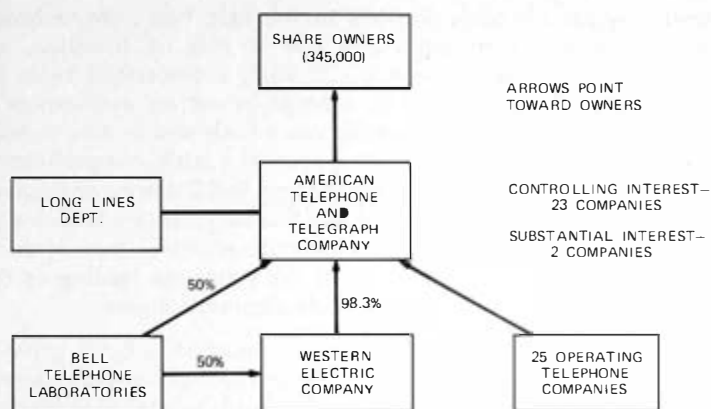 SHARE OWNERS
(345,000)
ARROWS POINT
TOWARD OWNERS
AMERICAN
TELEPHONE
AND
TELEGRAPH
COMPANY
LONG LINES
DEPT.
CONTROLLING INTEREST–
23 COMPANIES
SUBSTANTIAL INTEREST–
2 COMPANIES
50%
98.3%
BELL
TELEPHONE
LABORATORIES
50%
WESTERN
ELECTRIC
COMPANY
25 OPERATING
TELEPHONE
COMPANIES